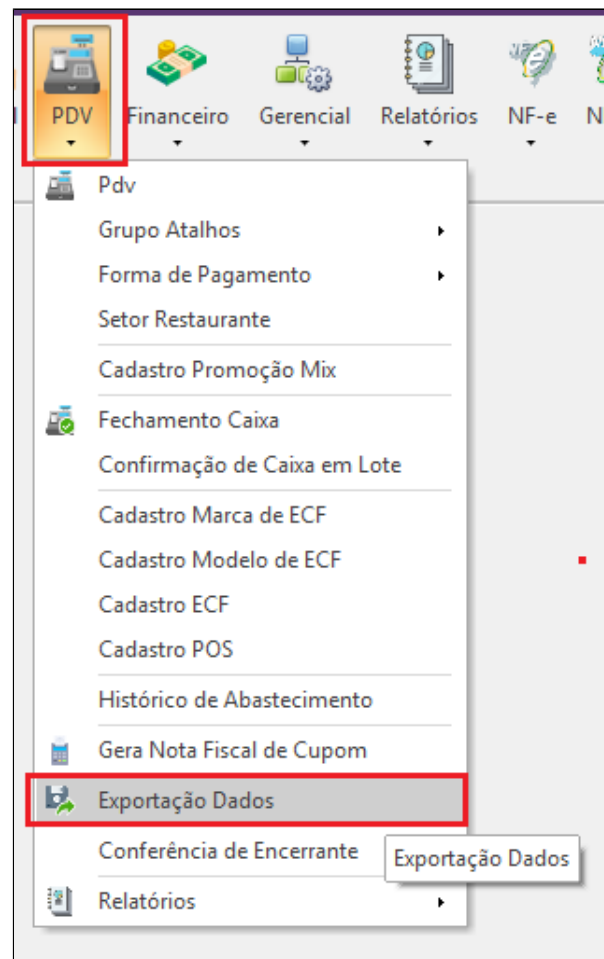 PDV Financeiro Gerencial Relatórios NF-e N
Pdv
Grupo Atalhos
Forma de Pagamento
Setor Restaurante
Cadastro Promoção Mix
Fechamento Caixa
Confirmação de Caixa em Lote
Cadastro Marca de ECF
Cadastro Modelo de ECF
Cadastro ECF
Cadastro POS
Histórico de Abastecimento
Gera Nota Fiscal de Cupom
Exportação Dados
Conferência de Encerrante
Exportação Dados
Relatórios